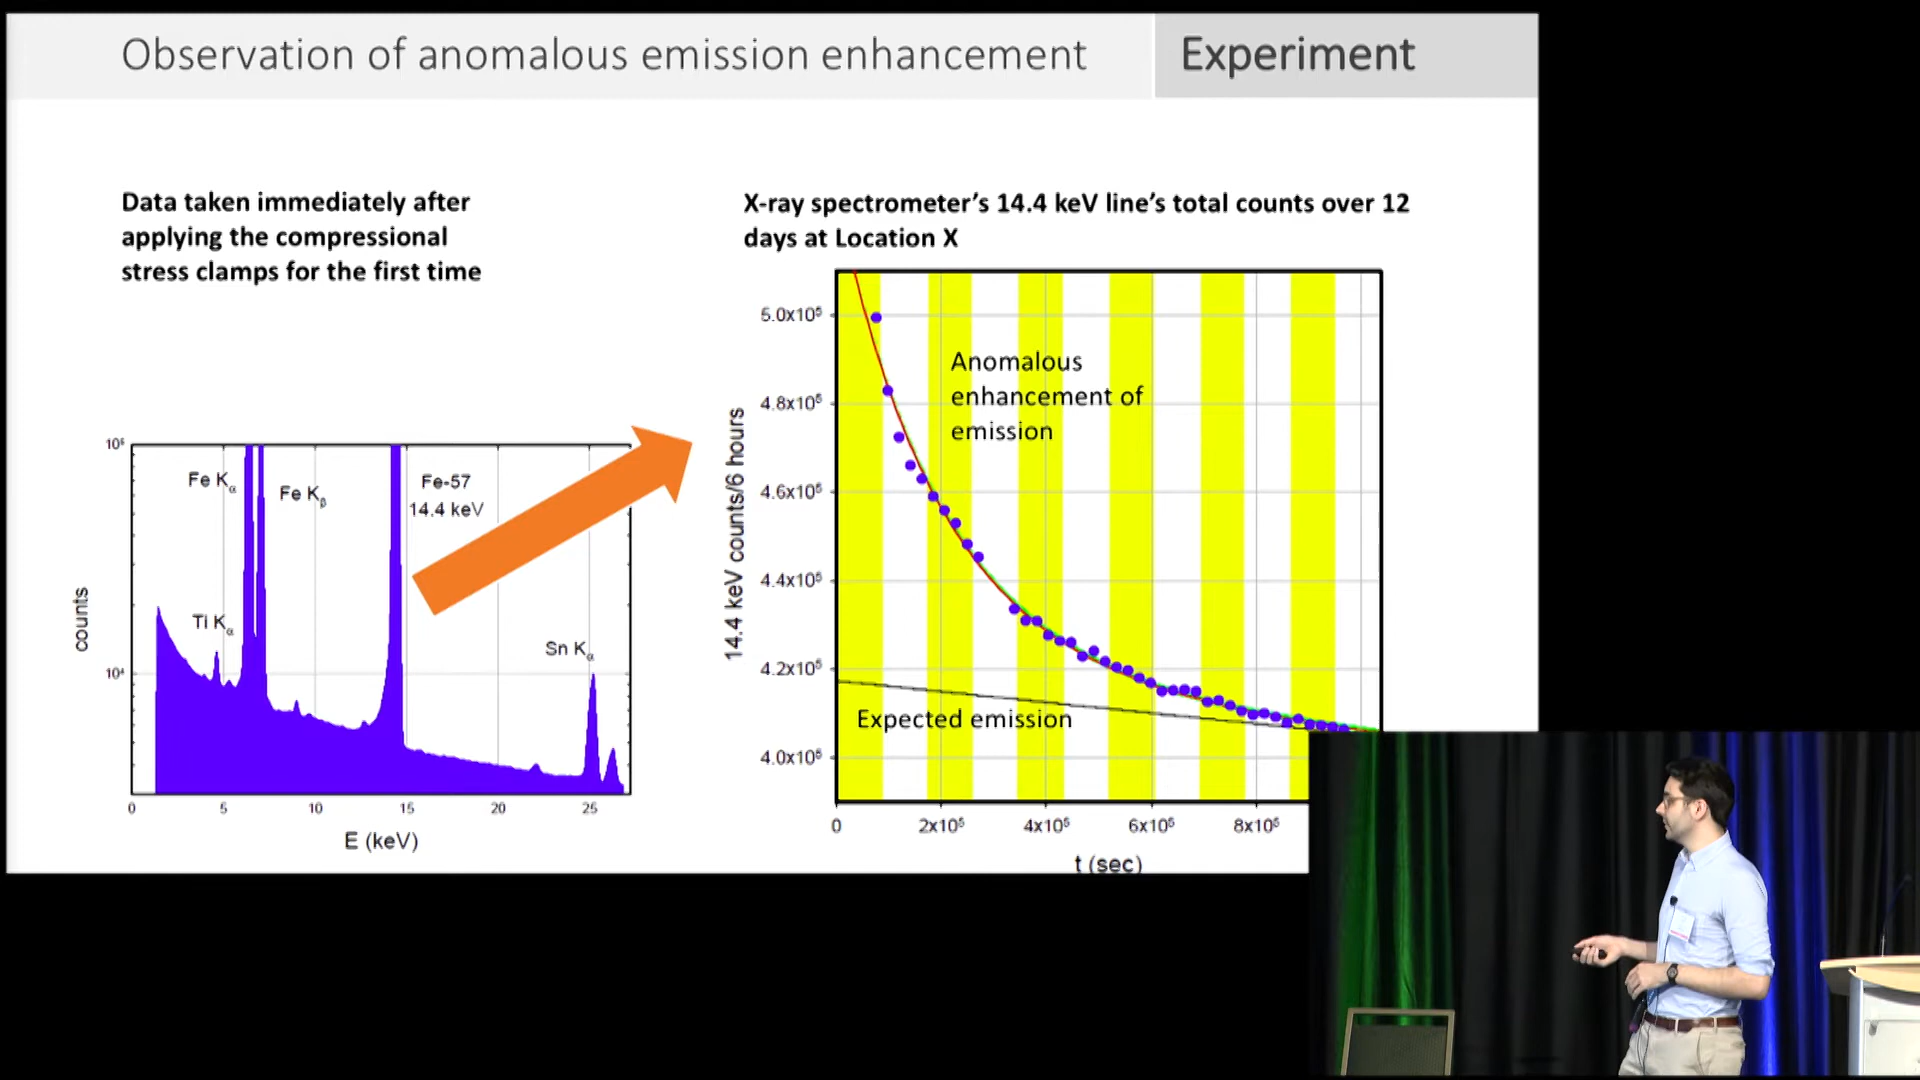 Observation of anomalous emission enhancement
Experiment
Data taken immediately after
applying the compressional
stress clamps for the first time
X-ray spectrometer's 14.4 keV line's total counts over 12
days at Location X
10⁶
10⁴
counts
Fe Kα
Fe Kβ
Fe-57
14.4 keV
Ti Kα
Sn Kα
0 5 10 15 20 25
E (keV)
14.4 keV counts/6 hours
5.0x10⁵
4.8x10⁵
4.6x10⁵
4.4x10⁵
4.2x10⁵
4.0x10⁵
Anomalous
enhancement of
emission
Expected emission
0 2x10⁵ 4x10⁵ 6x10⁵ 8x10⁵
t (sec)